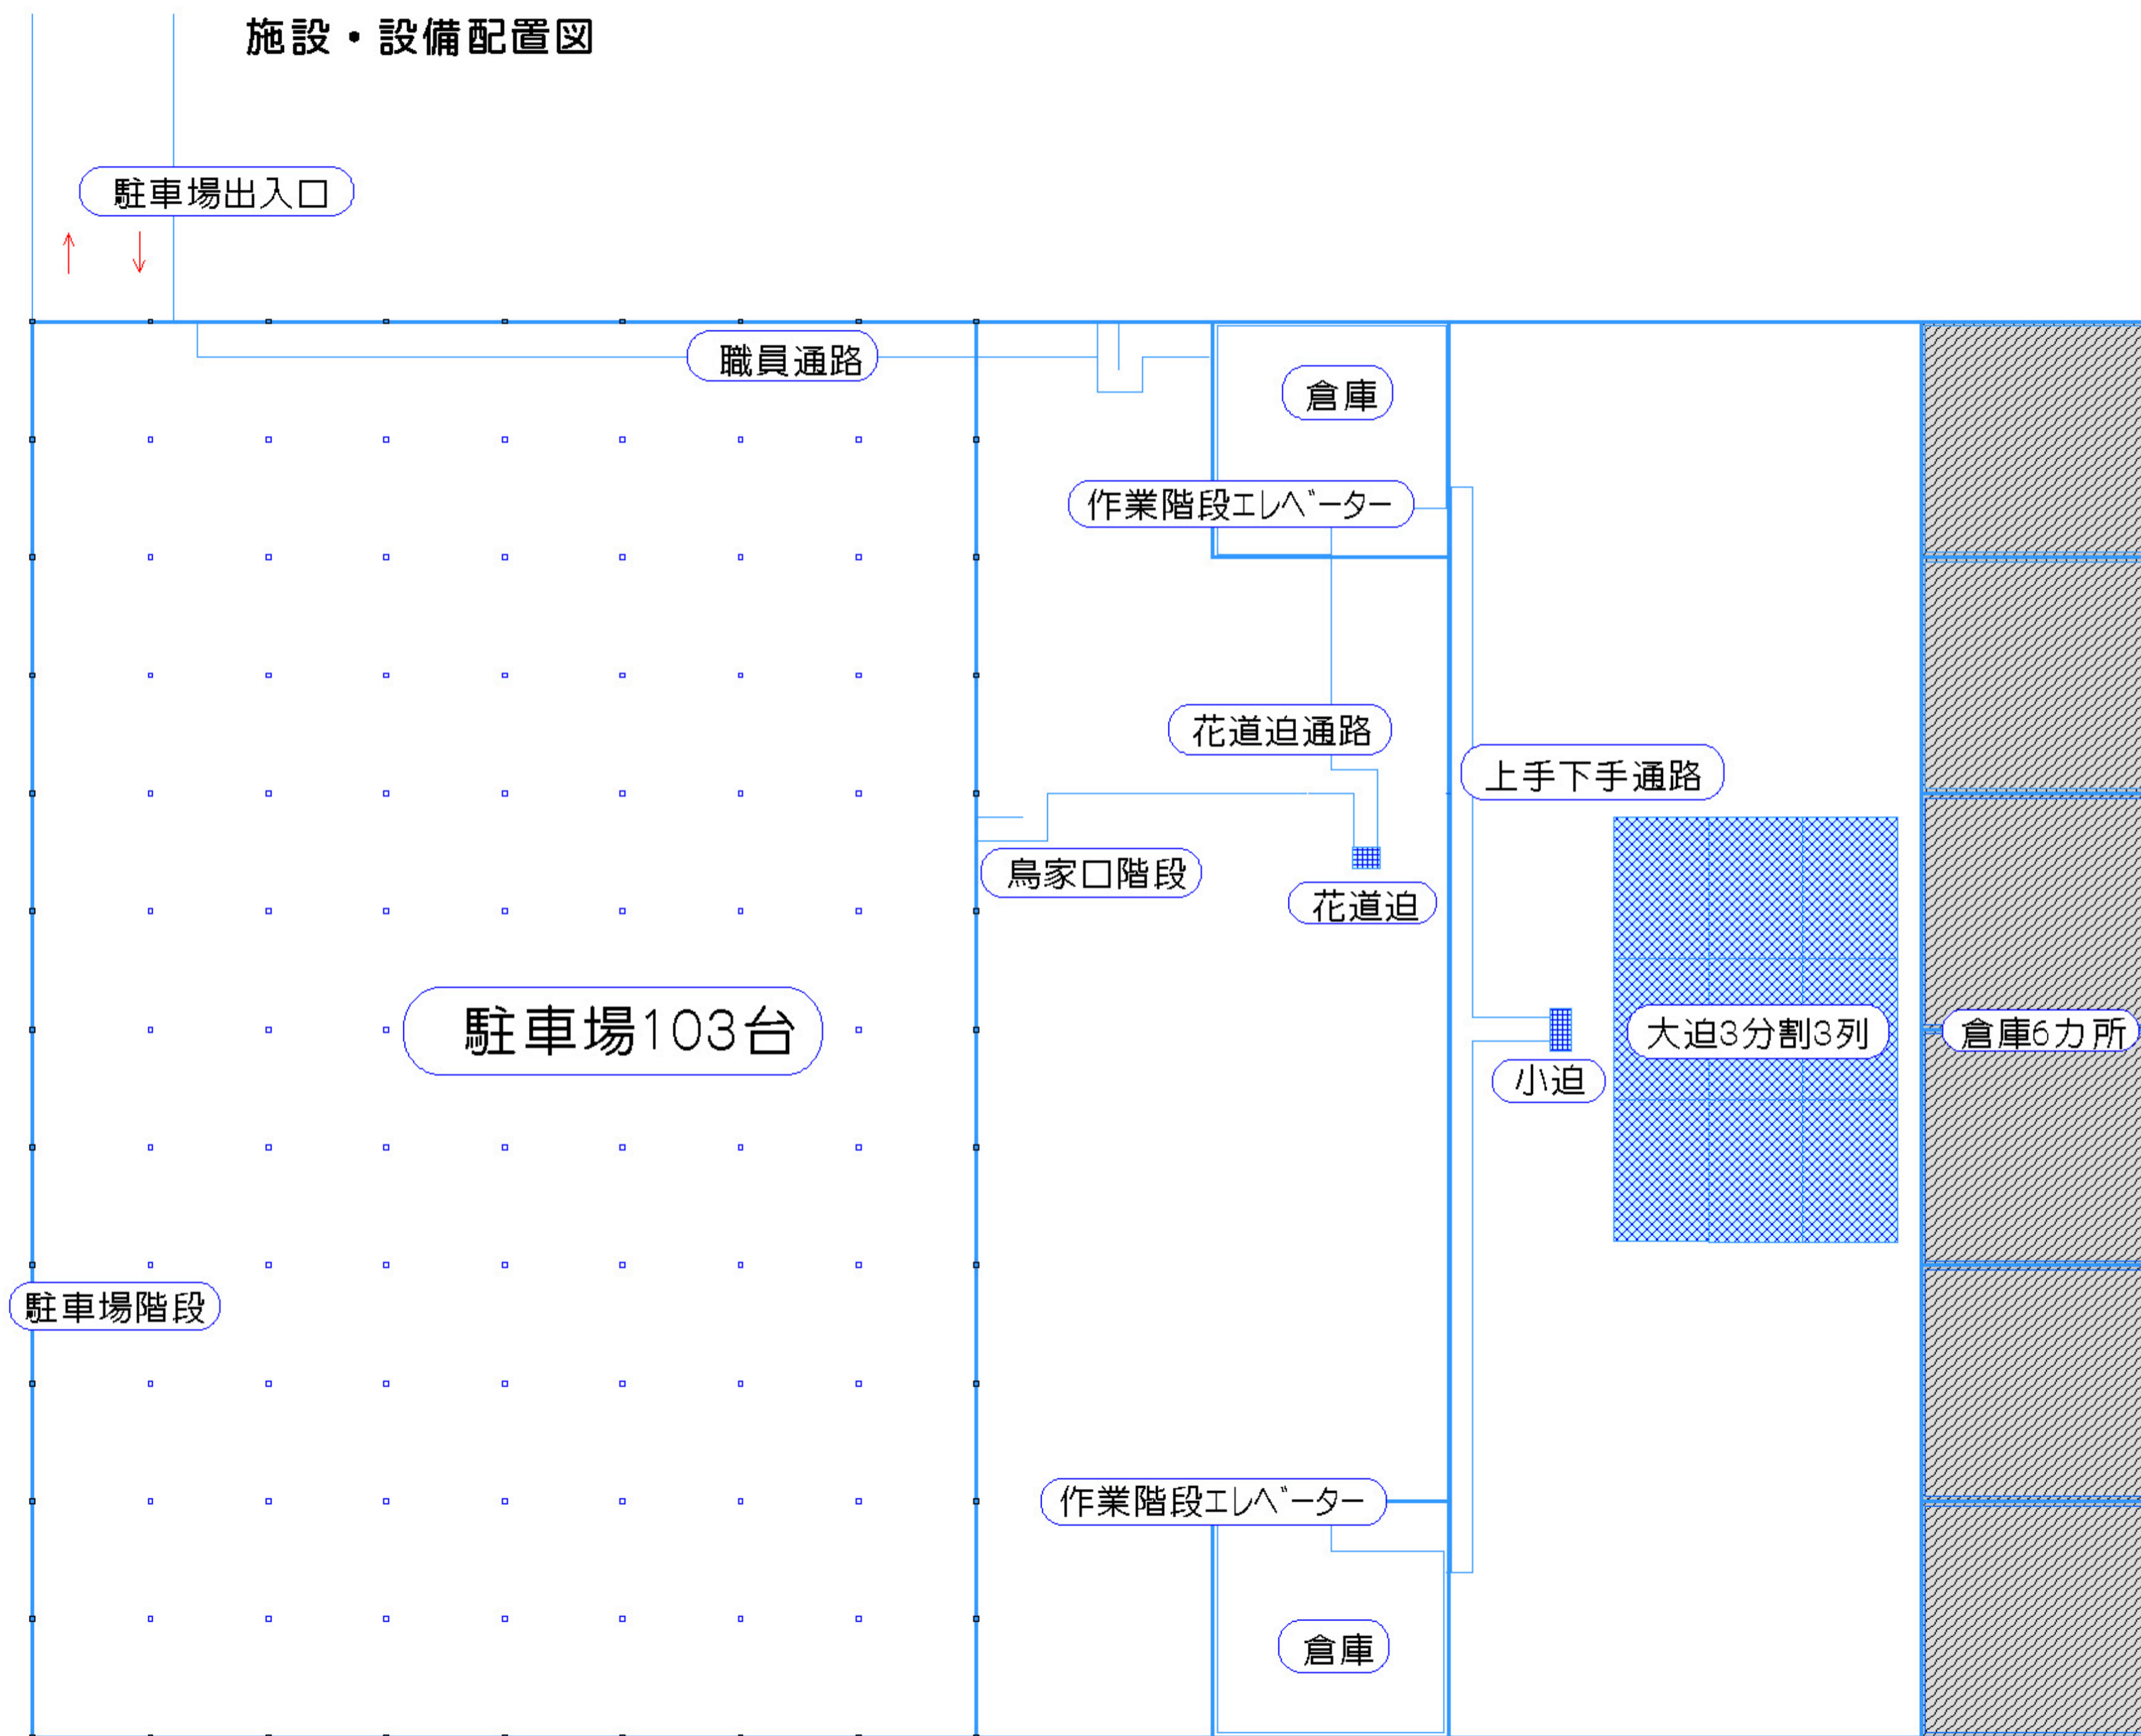 施設・設備配置図
駐車場出入口
職員通路
倉庫
作業階段エレベーター
花道迫通路
上手下手通路
鳥家口階段
花道迫
駐車場103台
大迫3分割3列
倉庫6カ所
小迫
駐車場階段
作業階段エレベーター
倉庫